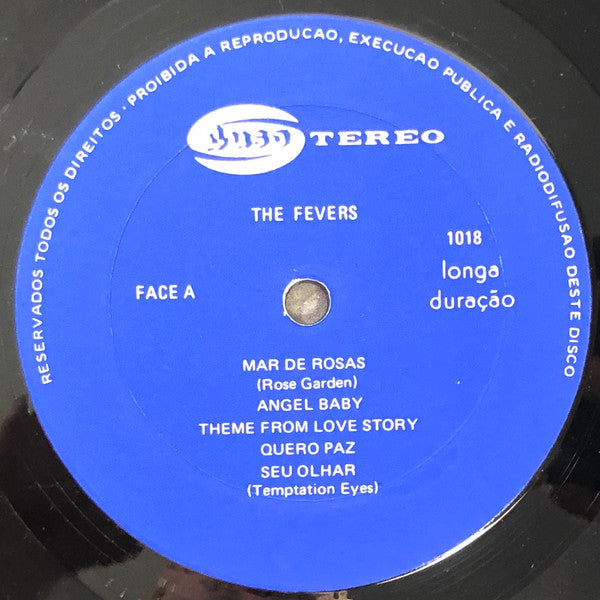 RESERVADOS TODOS OS DIREITOS · PROIBIDA A REPRODUCAO, EXECUCAO PUBLICA E RADIODIFUSAO DESTE DISCO
STEREO
THE FEVERS
1018
longa
duração
FACE A
MAR DE ROSAS
(Rose Garden)
ANGEL BABY
THEME FROM LOVE STORY
QUERO PAZ
SEU OLHAR
(Temptation Eyes)